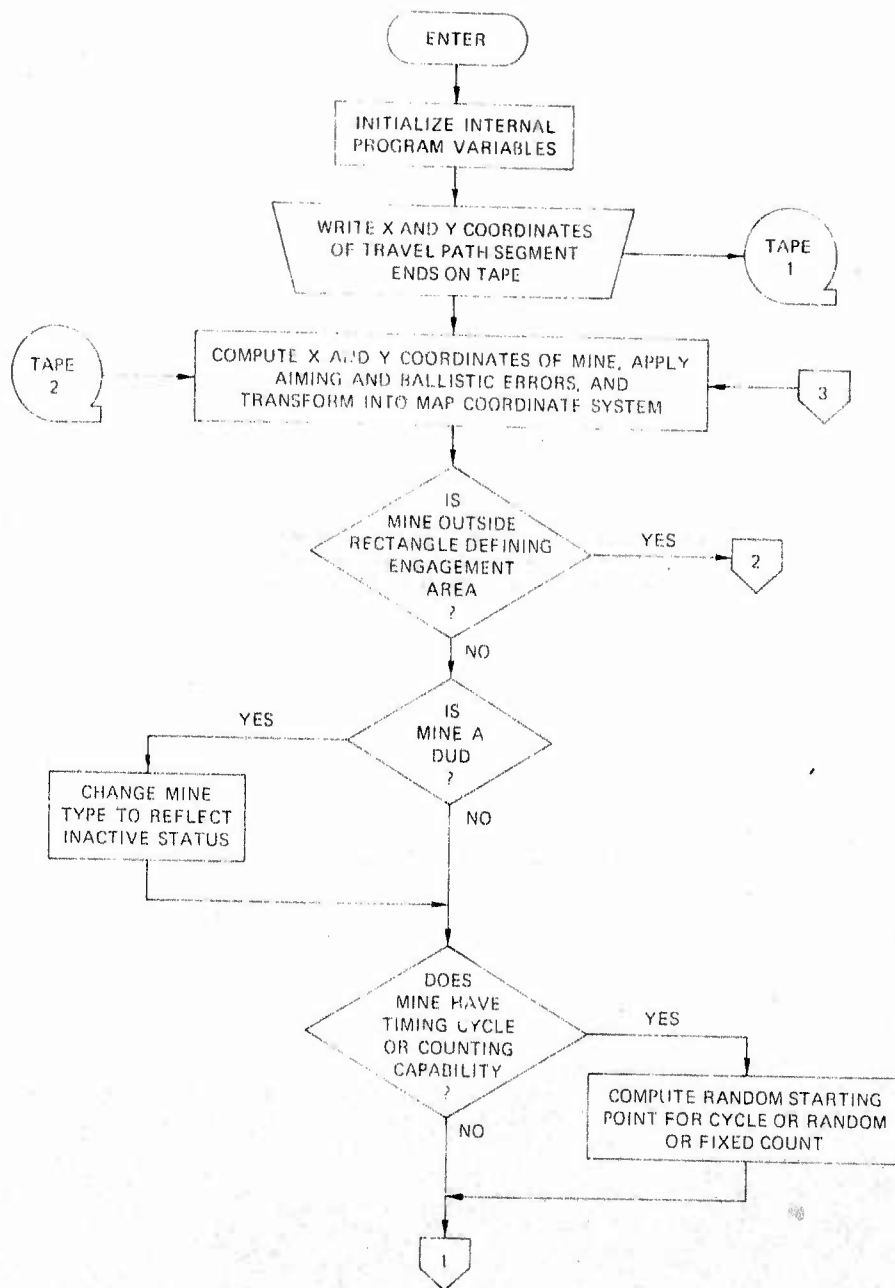 ENTER
INITIALIZE INTERNAL
PROGRAM VARIABLES
WRITE X AND Y COORDINATES
OF TRAVEL PATH SEGMENT
ENDS ON TAPE
TAPE
1
TAPE
2
COMPUTE X AND Y COORDINATES OF MINE, APPLY
AIMING AND BALLISTIC ERRORS, AND
TRANSFORM INTO MAP COORDINATE SYSTEM
3
IS
MINE OUTSIDE
RECTANGLE DEFINING
ENGAGEMENT
AREA
?
YES
2
NO
IS
MINE A
DUD
?
YES
CHANGE MINE
TYPE TO REFLECT
INACTIVE STATUS
NO
DOES
MINE HAVE
TIMING CYCLE
OR COUNTING
CAPABILITY
?
YES
COMPUTE RANDOM STARTING
POINT FOR CYCLE OR RANDOM
OR FIXED COUNT
NO
1